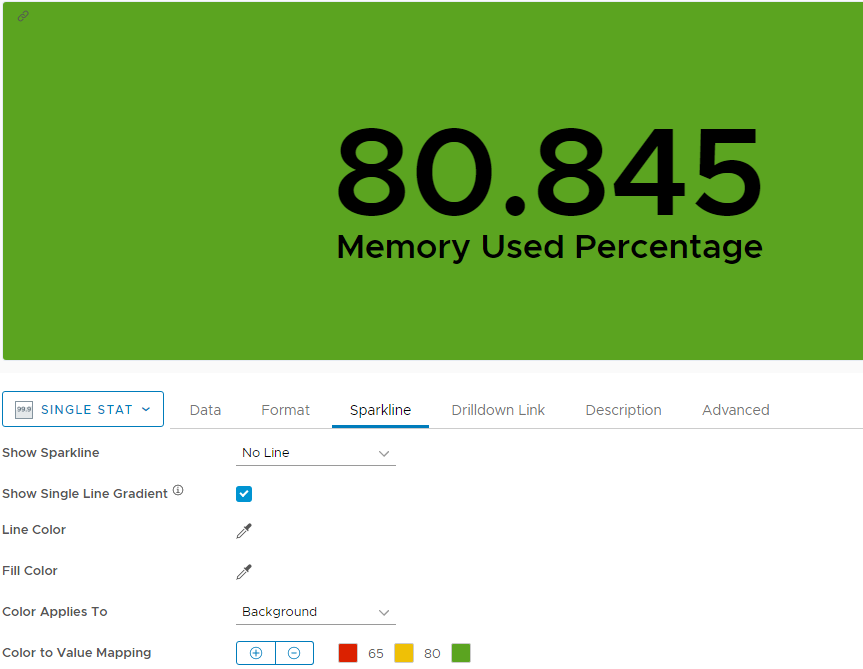 80.845
Memory Used Percentage
99.9 SINGLE STAT Data Format Sparkline Drilldown Link Description Advanced
Show Sparkline No Line
Show Single Line Gradient
Line Color
Fill Color
Color Applies To Background
Color to Value Mapping 65 80